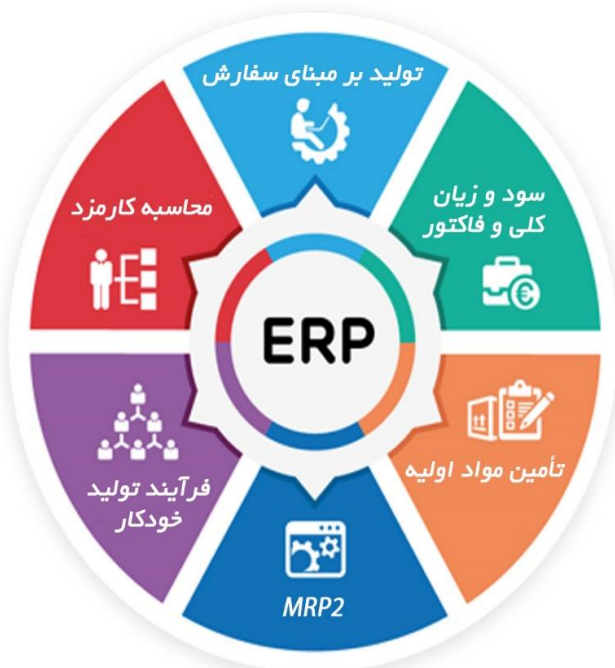 تولید بر مبنای سفارش
سود و زیان
کلی و فاکتور
تأمین مواد اولیه
MRP2
فرآیند تولید
خودکار
محاسبه کارمزد
ERP